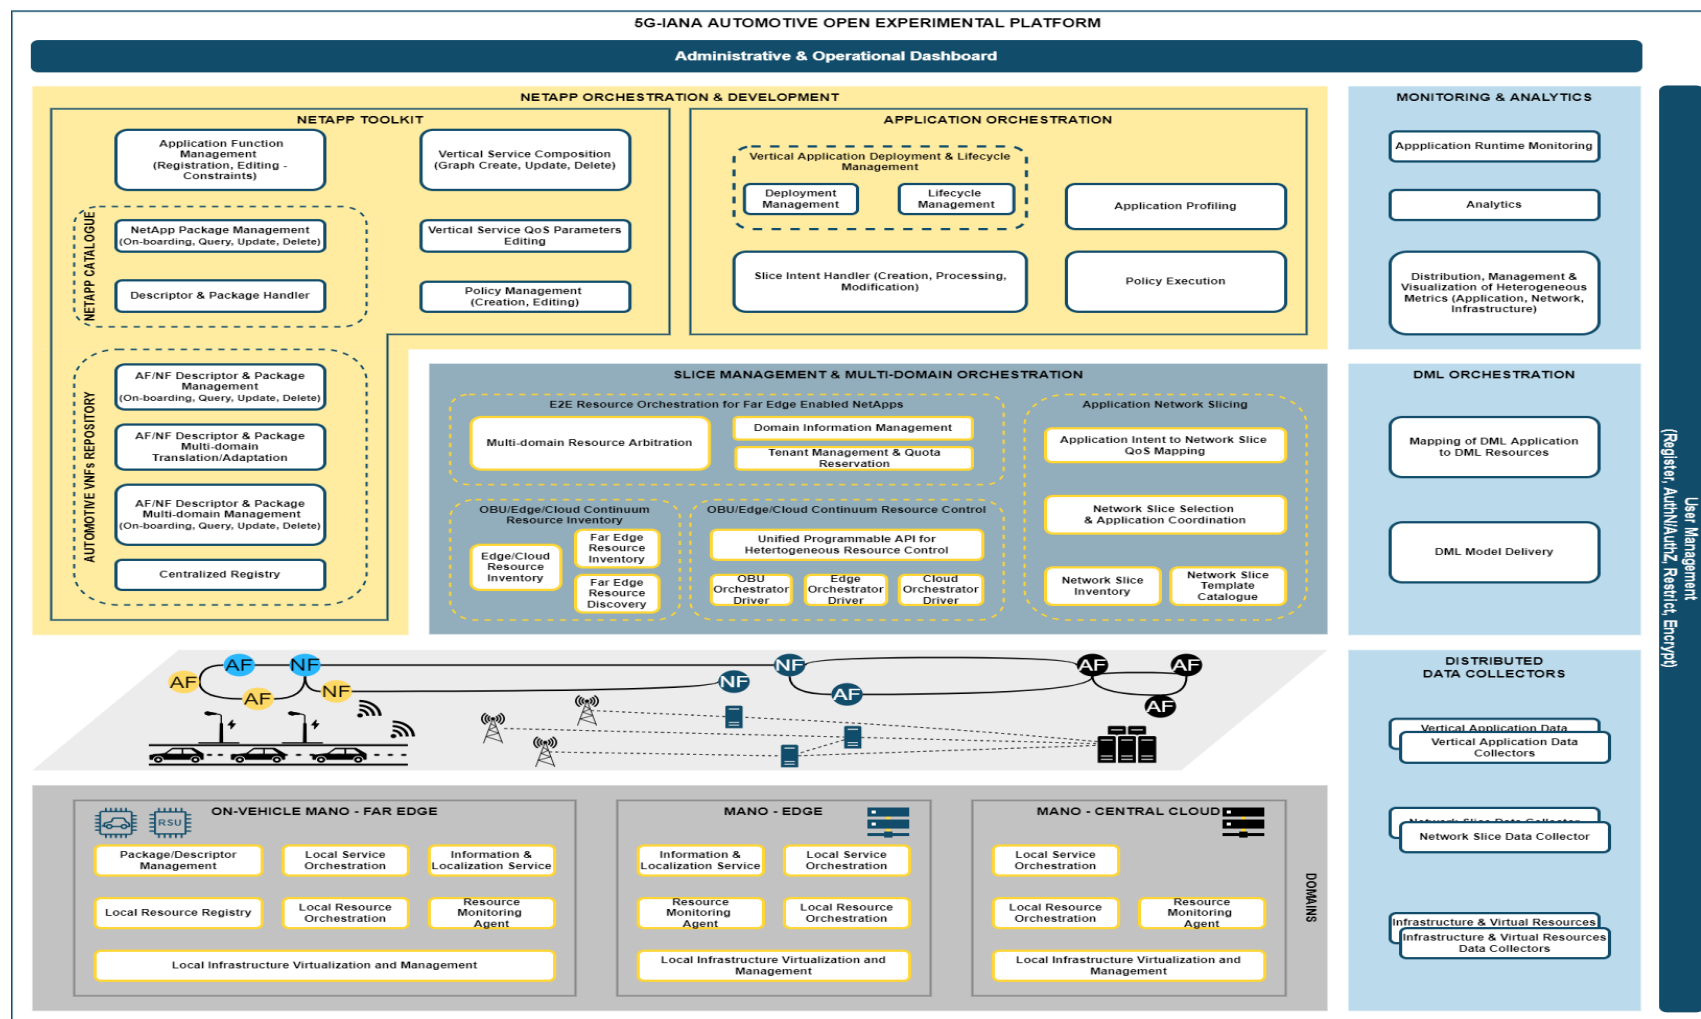 5G-IANA AUTOMOTIVE OPEN EXPERIMENTAL PLATFORM
Administrative & Operational Dashboard
NETAPP ORCHESTRATION & DEVELOPMENT
NETAPP TOOLKIT
Application Function
Management
(Registration, Editing -
Constraints)
Vertical Service Composition
(Graph Create, Update, Delete)
NETAPP CATALOGUE
NetApp Package Management
(On-boarding, Query, Update, Delete)
Vertical Service QoS Parameters
Editing
Descriptor & Package Handler
Policy Management
(Creation, Editing)
AUTOMOTIVE VNFs REPOSITORY
AF/NF Descriptor & Package
Management
(On-boarding, Query, Update, Delete)
AF/NF Descriptor & Package
Multi-domain
Translation/Adaptation
AF/NF Descriptor & Package
Multi-domain Management
(On-boarding, Query, Update, Delete)
Centralized Registry
APPLICATION ORCHESTRATION
Vertical Application Deployment & Lifecycle
Management
Deployment
Management
Lifecycle
Management
Application Profiling
Slice Intent Handler (Creation, Processing,
Modification)
Policy Execution
SLICE MANAGEMENT & MULTI-DOMAIN ORCHESTRATION
E2E Resource Orchestration for Far Edge Enabled NetApps
Multi-domain Resource Arbitration
Domain Information Management
Tenant Management & Quota
Reservation
OBU/Edge/Cloud Continuum
Resource Inventory
Edge/Cloud
Resource
Inventory
Far Edge
Resource
Inventory
Far Edge
Resource
Discovery
OBU/Edge/Cloud Continuum Resource Control
Unified Programmable API for
Hetertogeneous Resource Control
OBU
Orchestrator
Driver
Edge
Orchestrator
Driver
Cloud
Orchestrator
Driver
Application Network Slicing
Application Intent to Network Slice
QoS Mapping
Network Slice Selection
& Application Coordination
Network Slice
Inventory
Network Slice
Template
Catalogue
MONITORING & ANALYTICS
Appplication Runtime Monitoring
Analytics
Distribution, Management &
Visualization of Heterogeneous
Metrics (Application, Network,
Infrastructure)
DML ORCHESTRATION
Mapping of DML Application
to DML Resources
DML Model Delivery
DISTRIBUTED
DATA COLLECTORS
Vertical Application Data
Vertical Application Data
Collectors
Network Slice Data Collector
Network Slice Data Collector
Infrastructure & Virtual Resources
Infrastructure & Virtual Resources
Data Collectors
User Management
(Register, AuthN/AuthZ, Restrict, Encrypt)
AF
NF
NF
AF
AF
AF
AF
NF
NF
AF
AF
AF
ON-VEHICLE MANO - FAR EDGE
RSU
Package/Descriptor
Management
Local Service
Orchestration
Information &
Localization Service
Local Resource Registry
Local Resource
Orchestration
Resource
Monitoring
Agent
Local Infrastructure Virtualization and Management
MANO - EDGE
Information &
Localization Service
Local Service
Orchestration
Resource
Monitoring
Agent
Local Resource
Orchestration
Local Infrastructure Virtualization and
Management
MANO - CENTRAL CLOUD
Local Service
Orchestration
Local Resource
Orchestration
Resource
Monitoring
Agent
Local Infrastructure Virtualization and
Management
DOMAINS